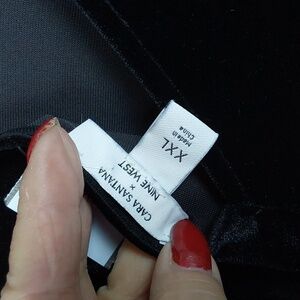 CARA SANTANA
×
NINE WEST
XXL
Made in
China